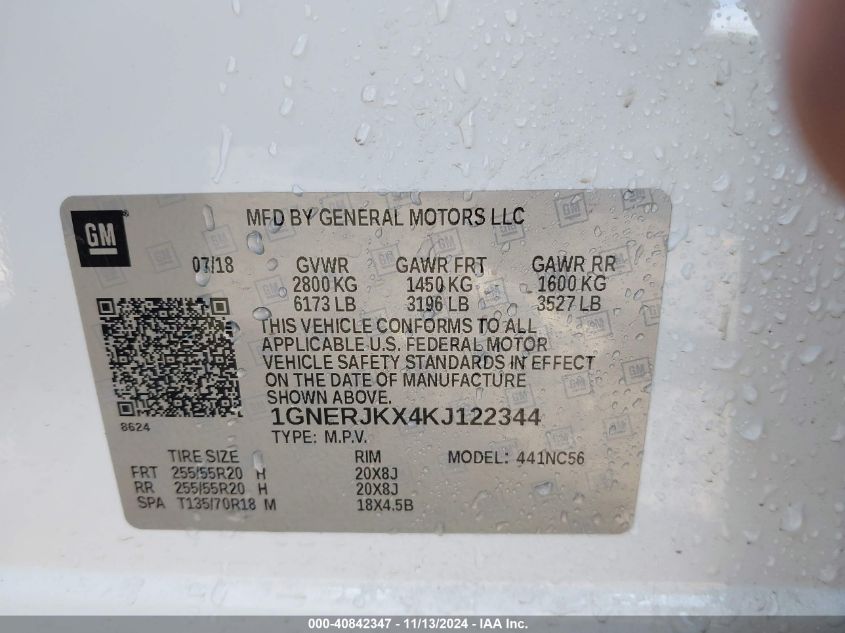 GM
MFD BY GENERAL MOTORS LLC
07/18 GVWR GAWR FRT GAWR RR
2800 KG 1450 KG 1600 KG
6173 LB 3196 LB 3527 LB
THIS VEHICLE CONFORMS TO ALL
APPLICABLE U.S. FEDERAL MOTOR
VEHICLE SAFETY STANDARDS IN EFFECT
ON THE DATE OF MANUFACTURE
SHOWN ABOVE.
8624
1GNERJKX4KJ122344
TYPE: M.P.V.
TIRE SIZE RIM MODEL: 441NC56
FRT 255/55R20 H 20X8J
RR 255/55R20 H 20X8J
SPA T135/70R18 M 18X4.5B
000-40842347 - 11/13/2024 - IAA Inc.